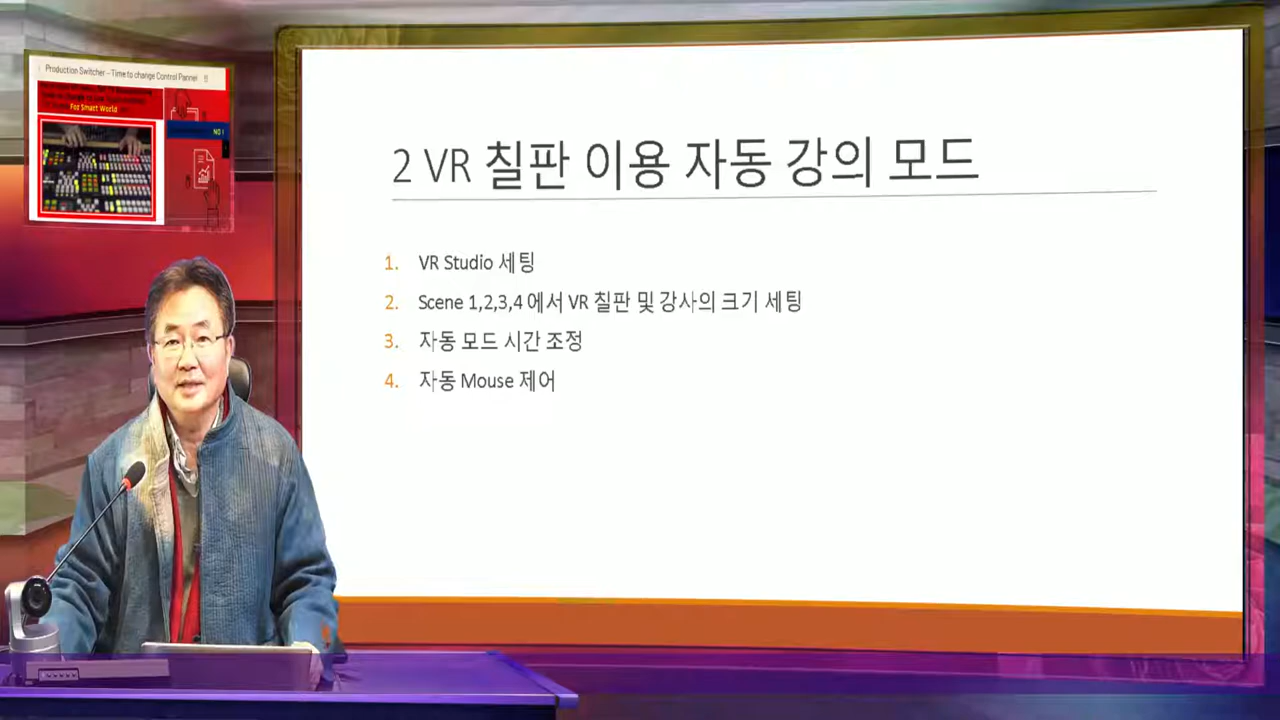 Production Switcher – Time to change Control Pannel
For Smart World
NO 1
2 VR 칠판 이용 자동 강의 모드
1. VR Studio 세팅
2. Scene 1,2,3,4 에서 VR 칠판 및 강사의 크기 세팅
3. 자동 모드 시간 조정
4. 자동 Mouse 제어